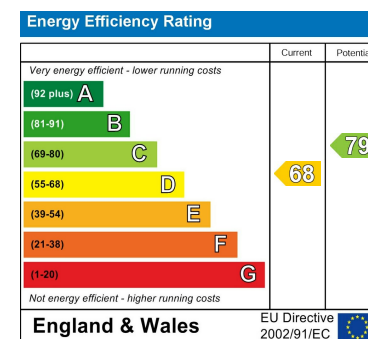 Energy Efficiency Rating
Current Potentia
Very energy efficient - lower running costs
(92 plus) A
(81-91) B
(69-80) C
(55-68) D
(39-54) E
(21-38) F
(1-20) G
68
79
Not energy efficient - higher running costs
England & Wales
EU Directive
2002/91/EC